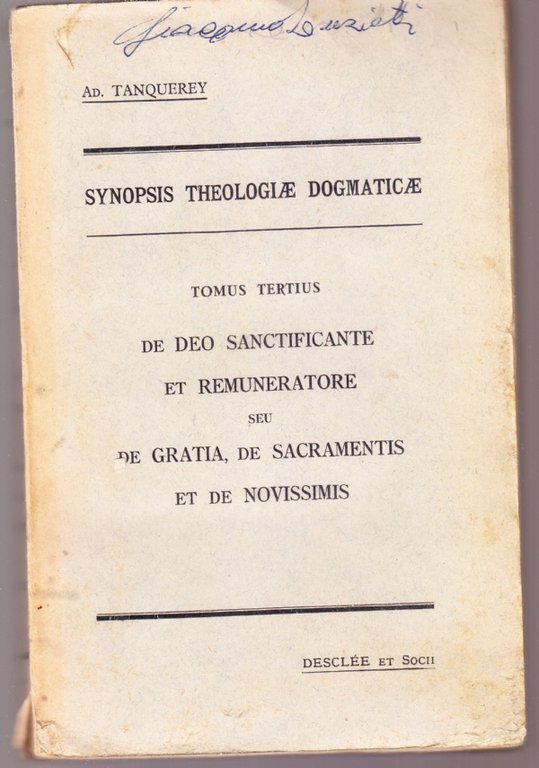 Giacomo
AD. TANQUEREY
SYNOPSIS THEOLOGIÆ DOGMATICÆ
TOMUS TERTIUS
DE DEO SANCTIFICANTE
ET REMUNERATORE
SEU
DE GRATIA, DE SACRAMENTIS
ET DE NOVISSIMIS
DESCLÉE ET SOCII